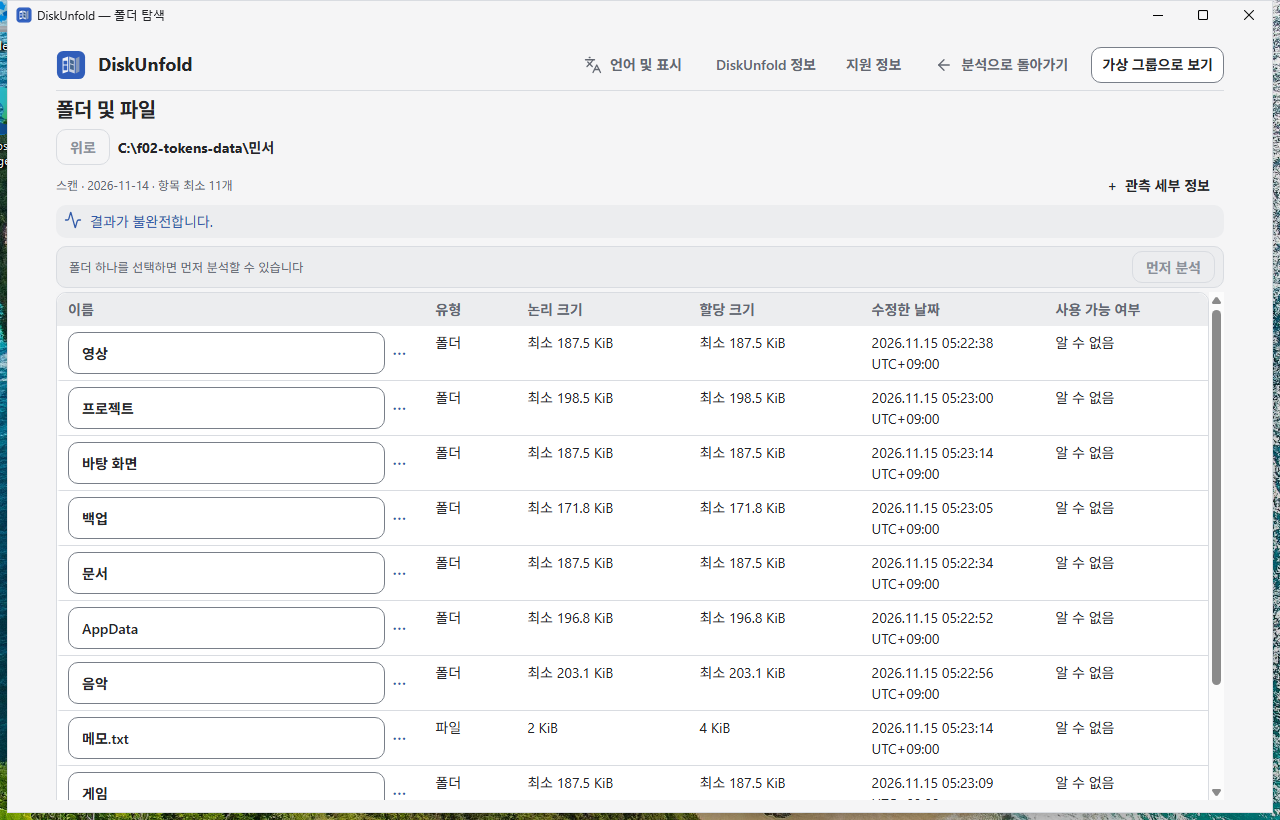 DiskUnfold — 폴더 탐색
DiskUnfold
언어 및 표시
DiskUnfold 정보
지원 정보
← 분석으로 돌아가기
가상 그룹으로 보기
폴더 및 파일
위로 C:\f02-tokens-data\민서
스캔 · 2026-11-14 · 항목 최소 11개
+ 관측 세부 정보
결과가 불완전합니다.
폴더 하나를 선택하면 먼저 분석할 수 있습니다
먼저 분석
이름 유형 논리 크기 할당 크기 수정한 날짜 사용 가능 여부
영상 ... 폴더 최소 187.5 KiB 최소 187.5 KiB 2026.11.15 05:22:38 알 수 없음
UTC+09:00
프로젝트 ... 폴더 최소 198.5 KiB 최소 198.5 KiB 2026.11.15 05:23:00 알 수 없음
UTC+09:00
바탕 화면 ... 폴더 최소 187.5 KiB 최소 187.5 KiB 2026.11.15 05:23:14 알 수 없음
UTC+09:00
백업 ... 폴더 최소 171.8 KiB 최소 171.8 KiB 2026.11.15 05:23:05 알 수 없음
UTC+09:00
문서 ... 폴더 최소 187.5 KiB 최소 187.5 KiB 2026.11.15 05:22:34 알 수 없음
UTC+09:00
AppData ... 폴더 최소 196.8 KiB 최소 196.8 KiB 2026.11.15 05:22:52 알 수 없음
UTC+09:00
음악 ... 폴더 최소 203.1 KiB 최소 203.1 KiB 2026.11.15 05:22:56 알 수 없음
UTC+09:00
메모.txt ... 파일 2 KiB 4 KiB 2026.11.15 05:23:14 알 수 없음
UTC+09:00
게임 ... 폴더 최소 187.5 KiB 최소 187.5 KiB 2026.11.15 05:23:09 알 수 없음